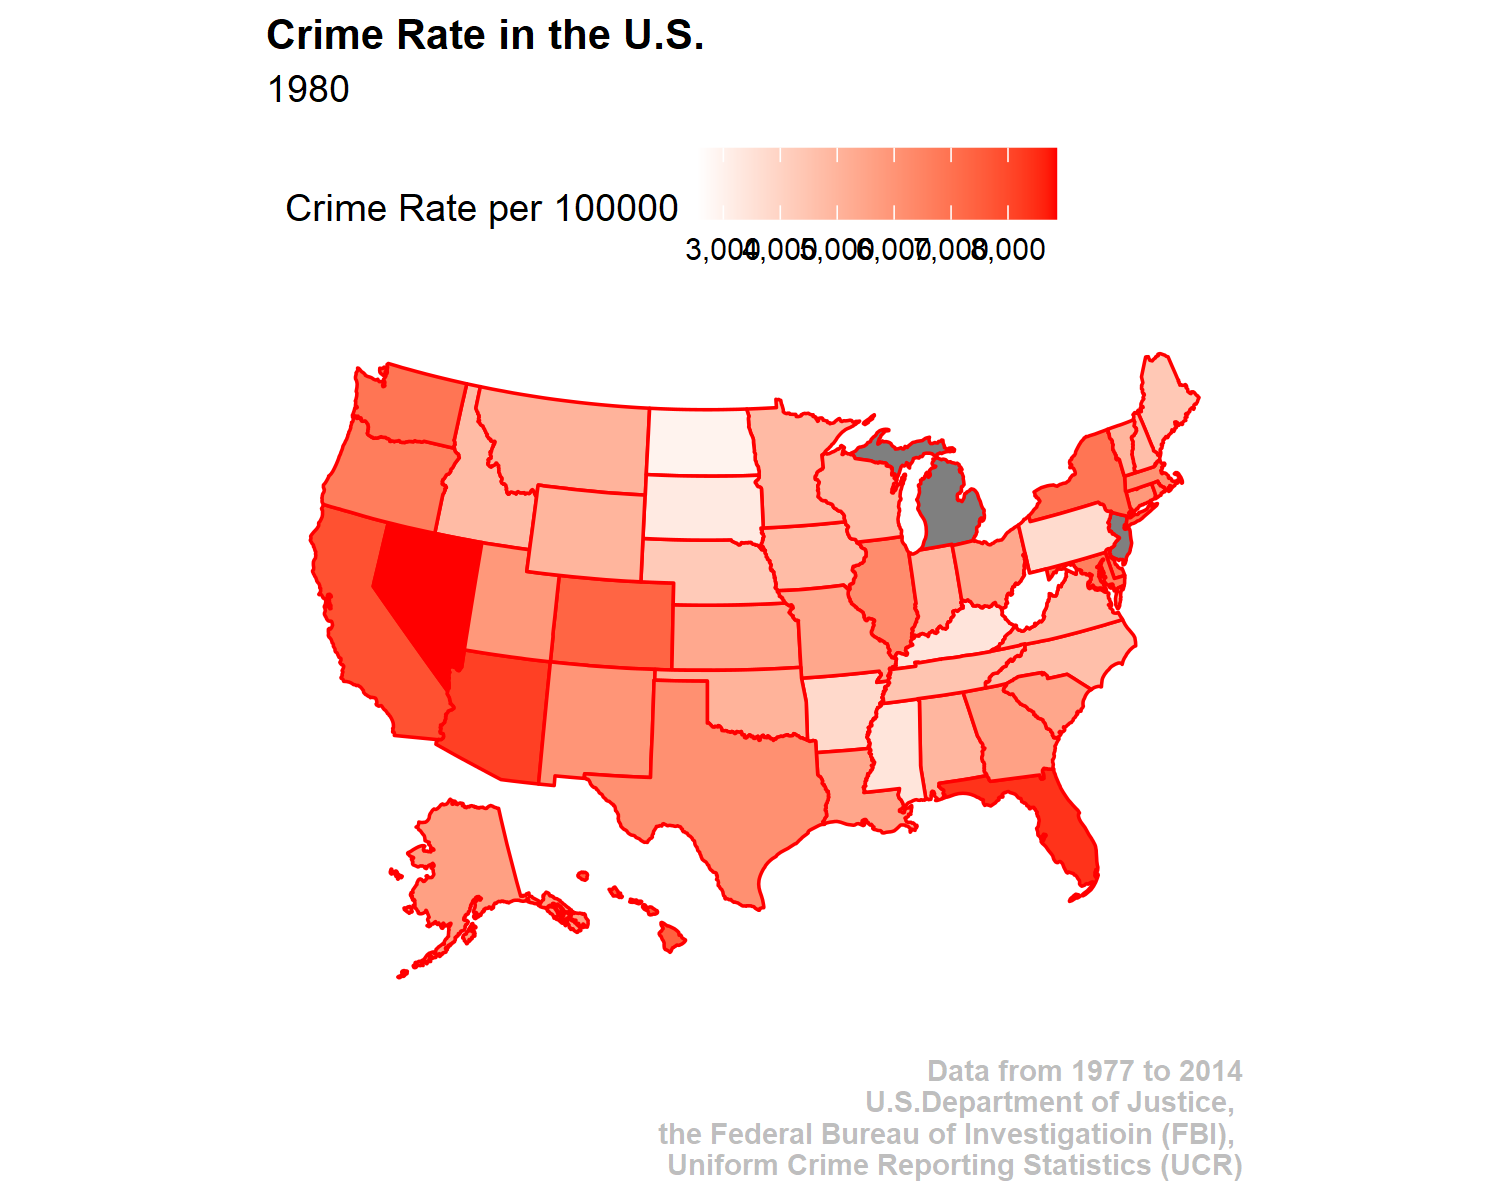 Crime Rate in the U.S.
1980
Crime Rate per 100000
3,000 4,000 5,000 6,000 7,000 8,000
Data from 1977 to 2014
U.S.Department of Justice,
the Federal Bureau of Investigatioin (FBI),
Uniform Crime Reporting Statistics (UCR)